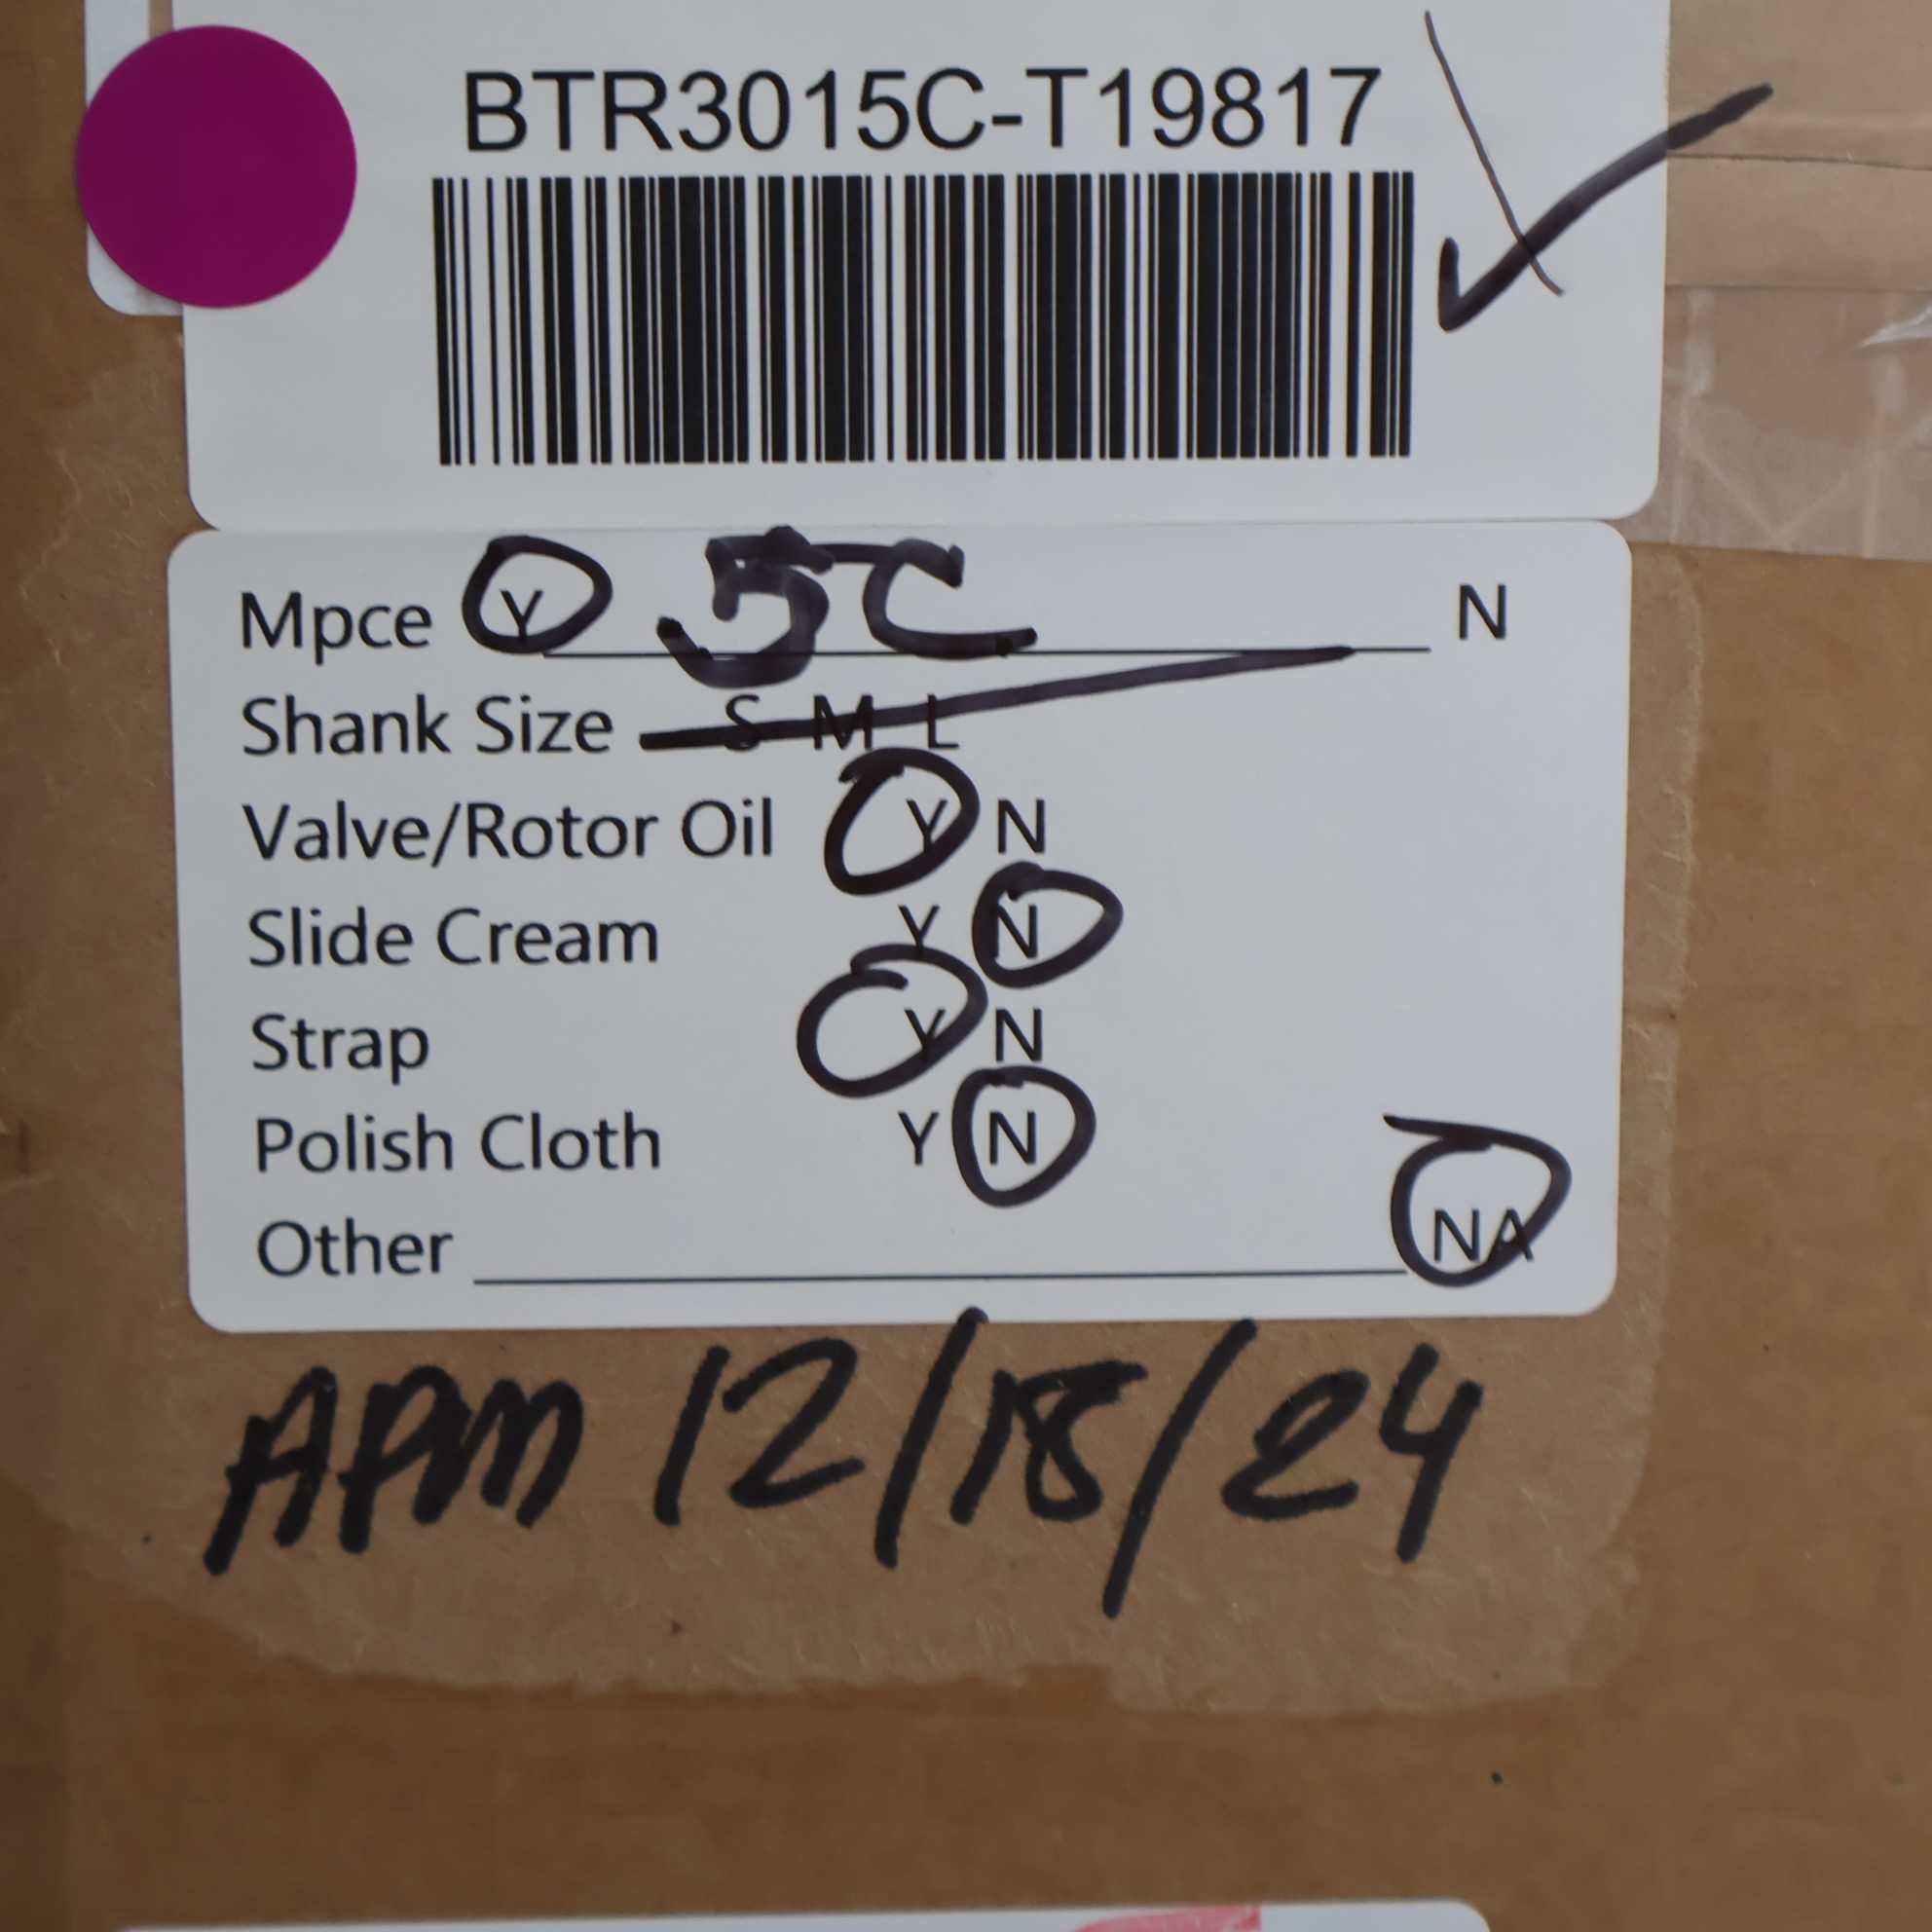 BTR3015C-T19817
Mpce Y 5C N
Shank Size S M L
Valve/Rotor Oil Y N
Slide Cream Y N
Strap Y N
Polish Cloth Y N
Other NA
APM 12/18/24